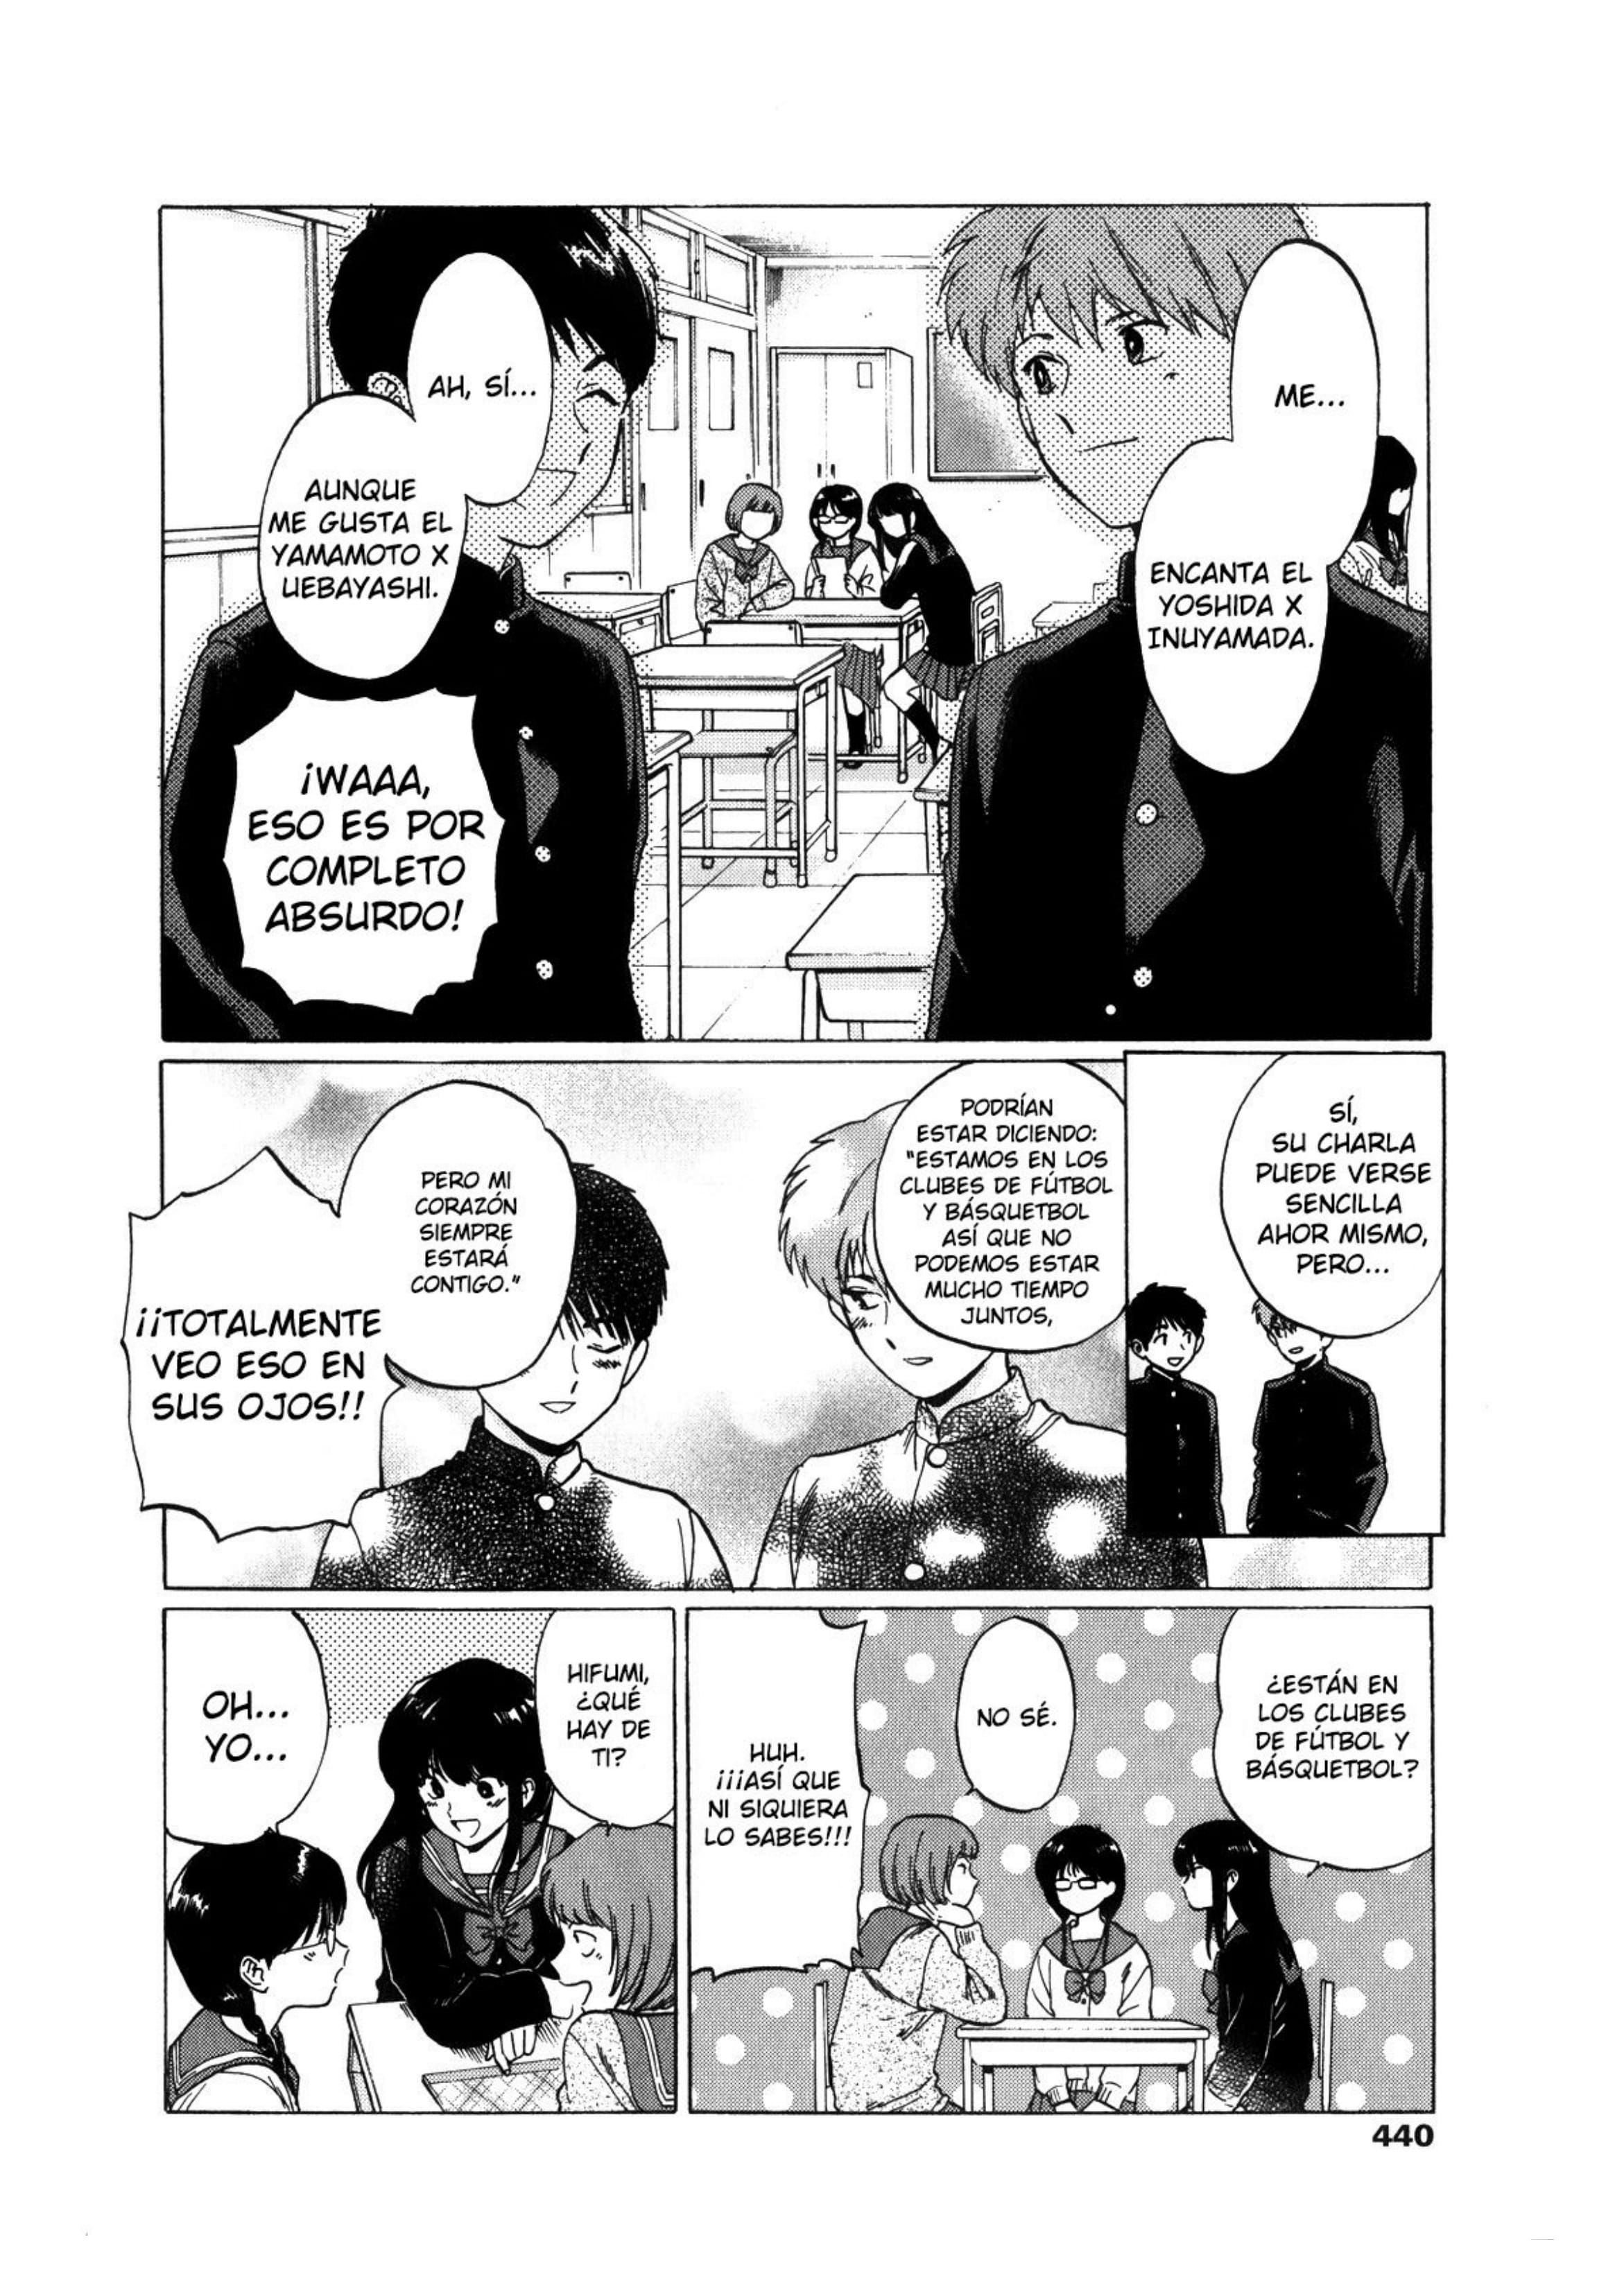 ME...
ENCANTA EL
YOSHIDA X
INUYAMADA.
AH, SÍ...
AUNQUE
ME GUSTA EL
YAMAMOTO X
UEBAYASHI.
¡WAAA,
ESO ES POR
COMPLETO
ABSURDO!
SÍ,
SU CHARLA
PUEDE VERSE
SENCILLA
AHOR MISMO,
PERO...
PODRÍAN
ESTAR DICIENDO:
"ESTAMOS EN LOS
CLUBES DE FÚTBOL
Y BÁSQUETBOL
ASÍ QUE NO
PODEMOS ESTAR
MUCHO TIEMPO
JUNTOS,
PERO MI
CORAZÓN
SIEMPRE
ESTARÁ
CONTIGO."
¡¡TOTALMENTE
VEO ESO EN
SUS OJOS!!
¿ESTÁN EN
LOS CLUBES
DE FÚTBOL Y
BÁSQUETBOL?
NO SÉ.
HUH.
¡¡¡ASÍ QUE
NI SIQUIERA
LO SABES!!!
HIFUMI,
¿QUÉ
HAY DE
TI?
OH...
YO...
440